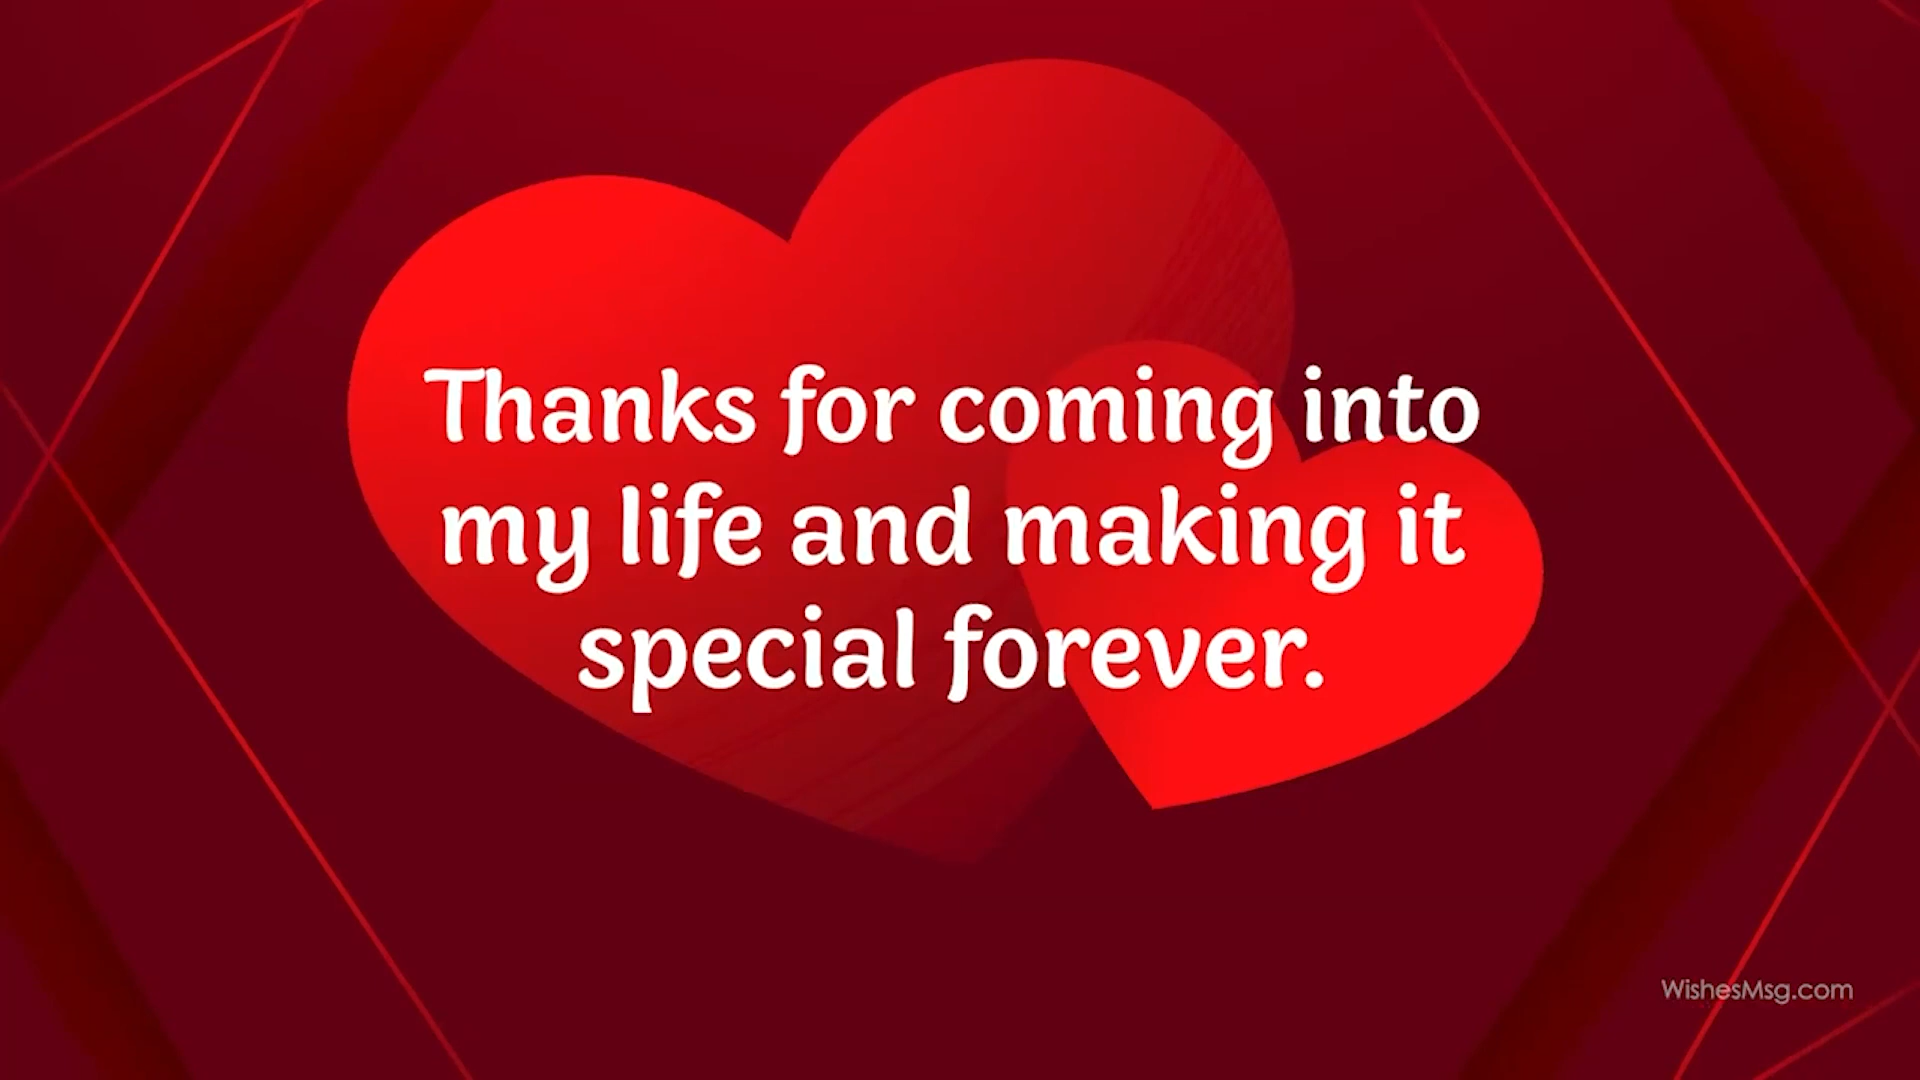 Thanks for coming into
my life and making it
special forever.
WishesMsg.com